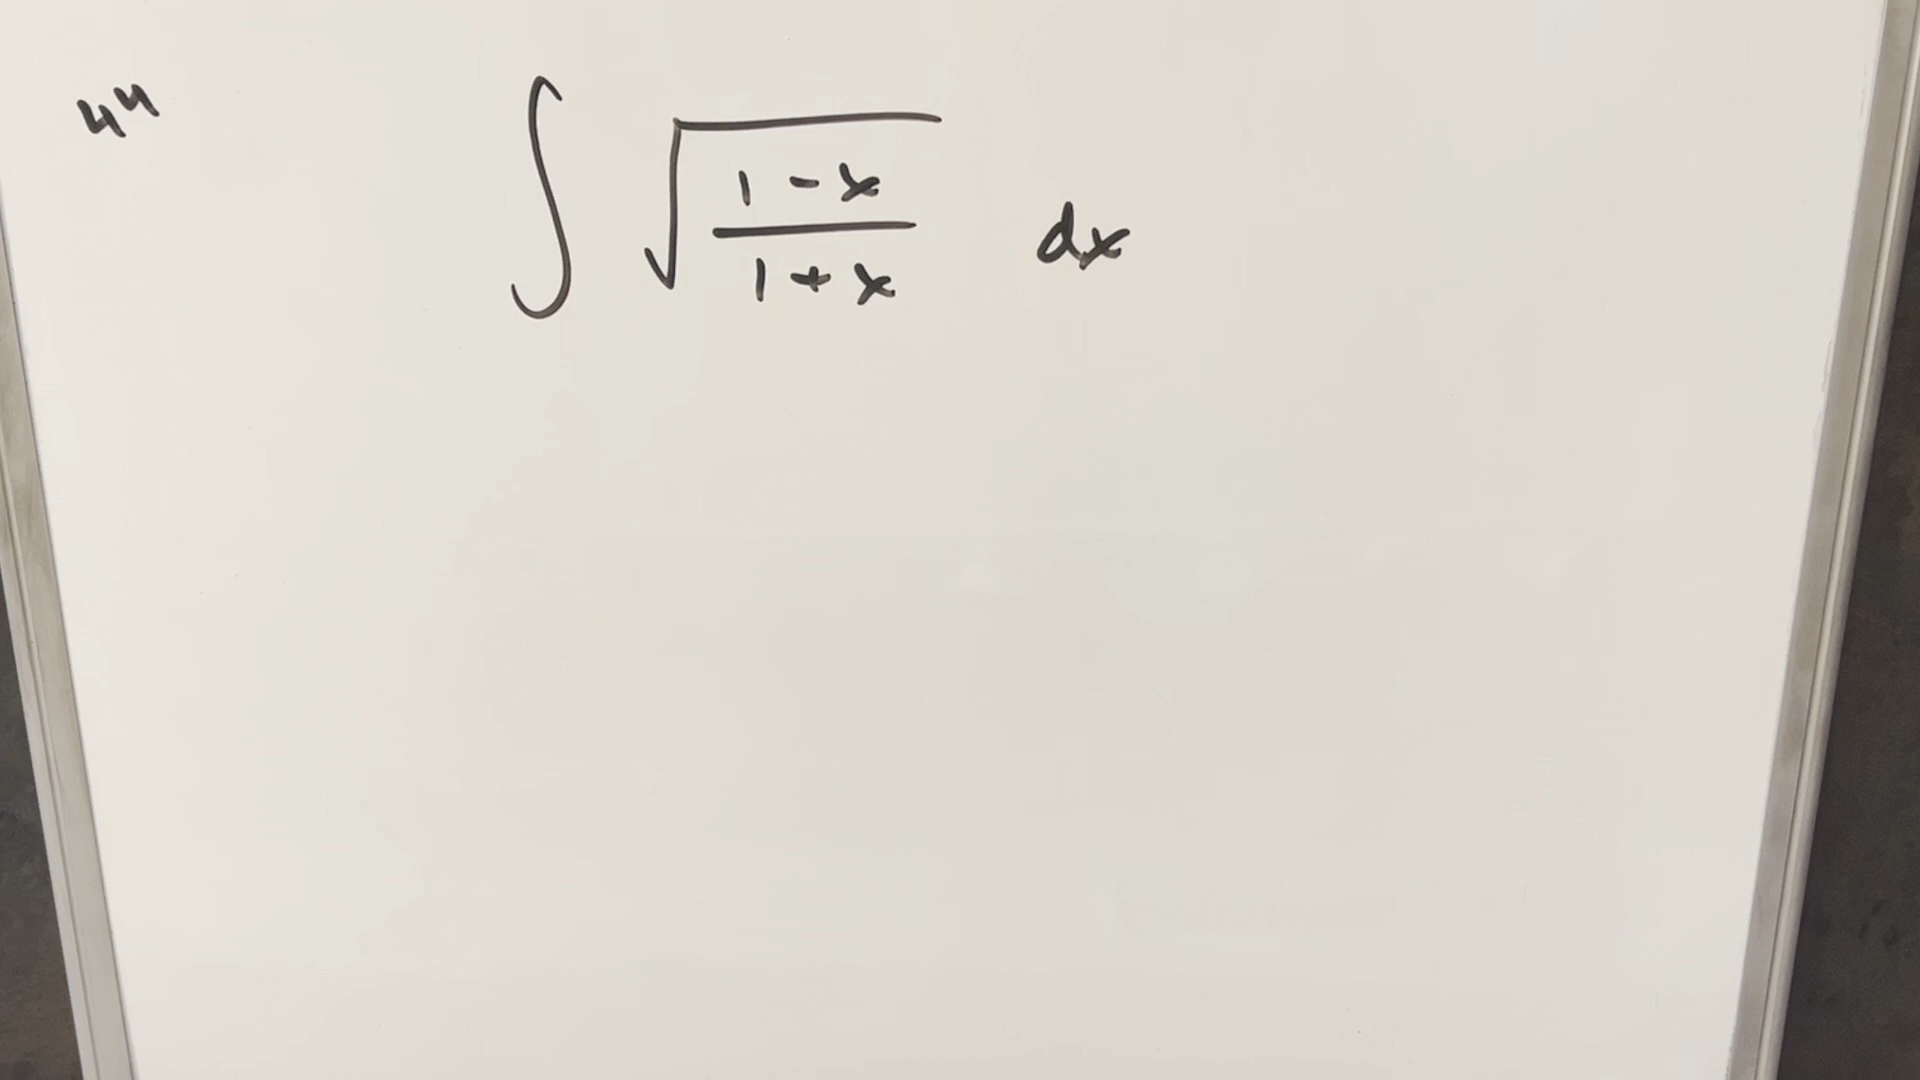 44
∫ √((1-x)/(1+x)) dx